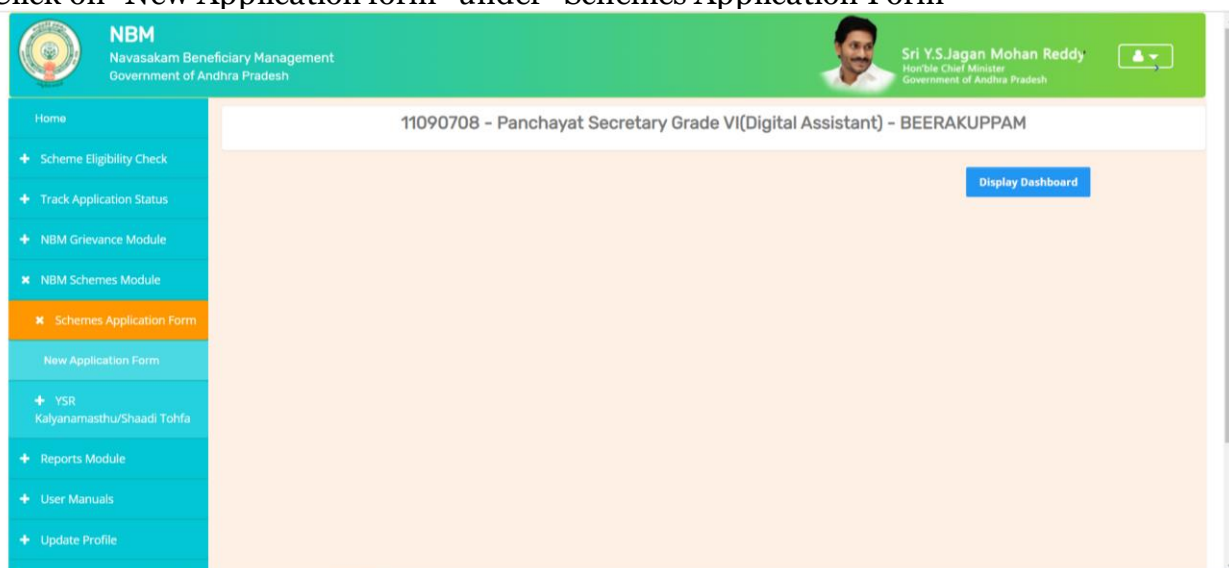 Click on "New Application form" under "Schemes Application Form"
NBM
Navasakam Beneficiary Management
Government of Andhra Pradesh
Sri Y.S.Jagan Mohan Reddy
Hon'ble Chief Minister
Government of Andhra Pradesh
Home
11090708 - Panchayat Secretary Grade VI(Digital Assistant) - BEERAKUPPAM
Scheme Eligibility Check
Display Dashboard
Track Application Status
NBM Grievance Module
NBM Schemes Module
Schemes Application Form
New Application Form
YSR
Kalyanamasthu/Shaadi Tohfa
Reports Module
User Manuals
Update Profile